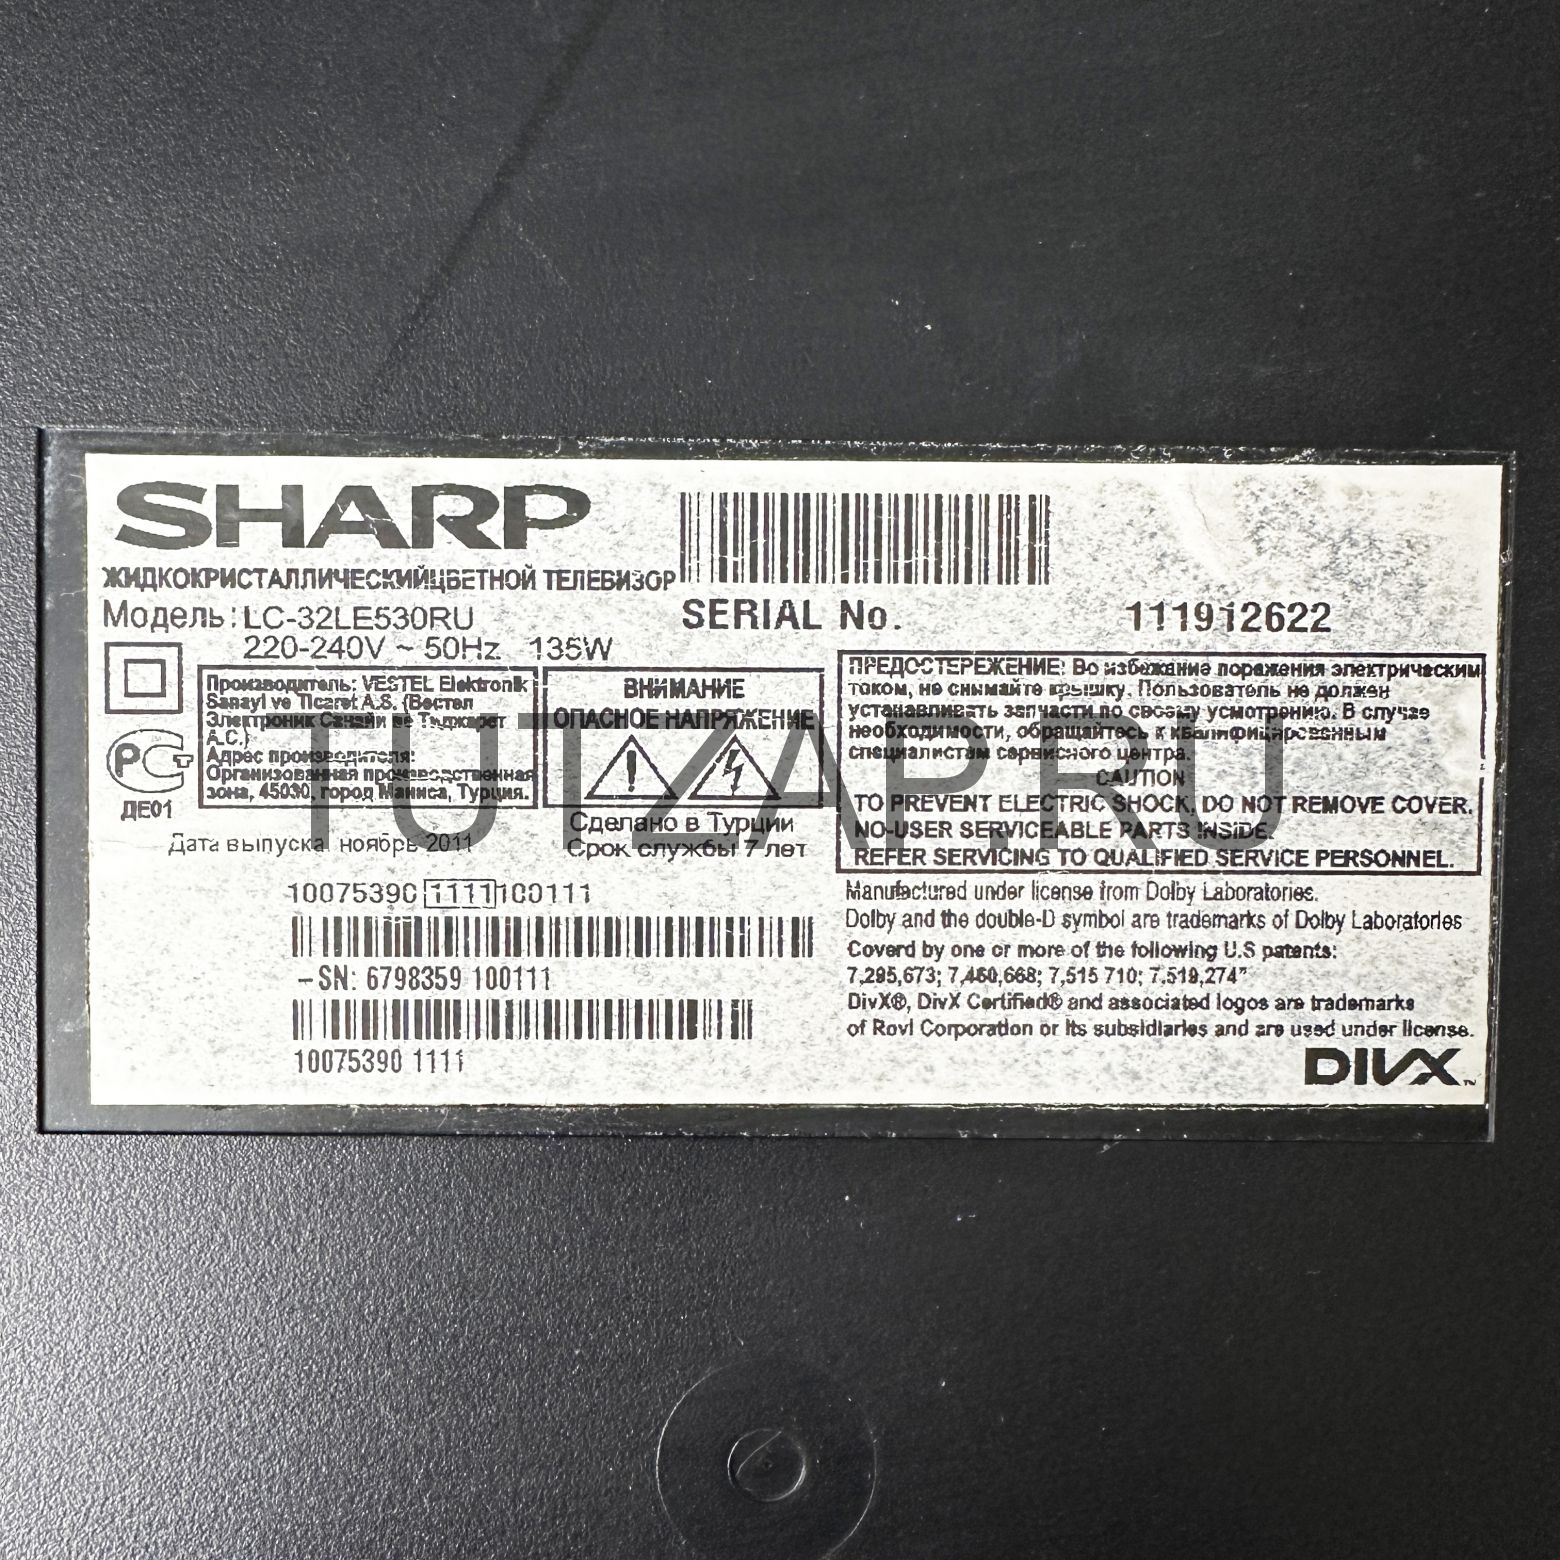 SHARP
ЖИДКОКРИСТАЛЛИЧЕСКИЙЦВЕТНОЙ ТЕЛЕВИЗОР
Модель: LC-32LE530RU
220-240V ~ 50Hz 135W
Производитель: VESTEL Elektronik
Sanayi ve Ticaret A.S. (Вестел
Электроник Санайи ве Тиджарет
А.С.)
Адрес производителя:
Организованная производственная
зона, 45030, город Маниса, Турция.
PCT
ДЕ01
ВНИМАНИЕ
ОПАСНОЕ НАПРЯЖЕНИЕ
Сделано в Турции
Срок службы 7 лет
Дата выпуска ноябрь 2011
10075390 1111 100111
-SN: 6798359 100111
10075390 1111
SERIAL No. 111912622
ПРЕДОСТЕРЕЖЕНИЕ: Во избежание поражения электрическим
током, не снимайте крышку. Пользователь не должен
устанавливать запчасти по своему усмотрению. В случае
необходимости, обращайтесь к квалифицированным
специалистам сервисного центра.
CAUTION
TO PREVENT ELECTRIC SHOCK, DO NOT REMOVE COVER.
NO-USER SERVICEABLE PARTS INSIDE.
REFER SERVICING TO QUALIFIED SERVICE PERSONNEL.
Manufactured under license from Dolby Laboratories.
Dolby and the double-D symbol are trademarks of Dolby Laboratories
Coverd by one or more of the following U.S patents:
7,295,673; 7,460,668; 7,515 710; 7,519,274"
DivX®, DivX Certified® and associated logos are trademarks
of Rovi Corporation or its subsidiaries and are used under license.
DIVX™
TUTZAP.RU